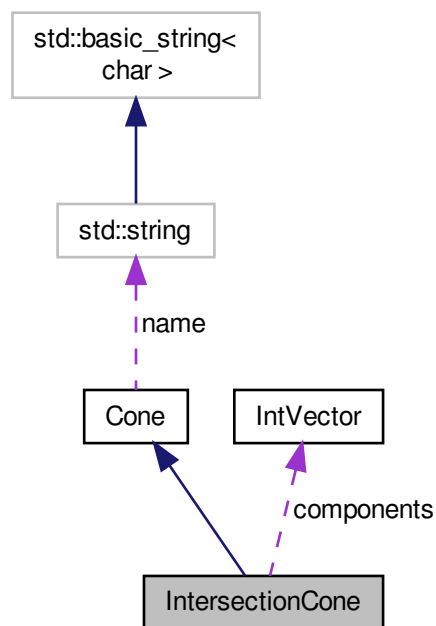 std::basic_string<
char >
std::string
name
Cone
IntVector
components
IntersectionCone